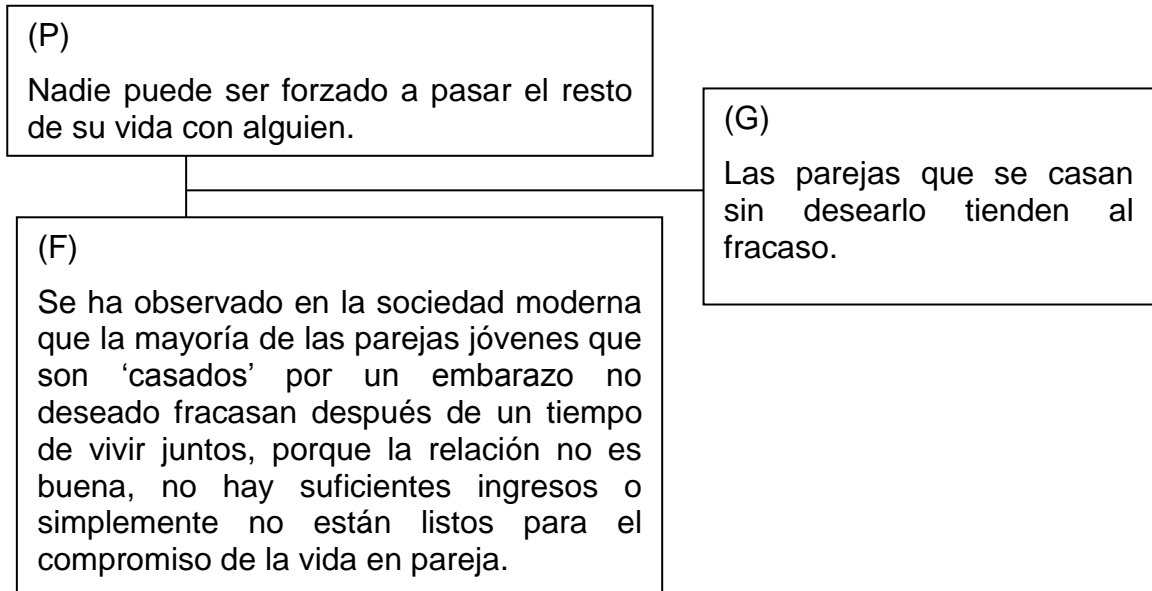 (P)
Nadie puede ser forzado a pasar el resto
de su vida con alguien.
(G)
Las parejas que se casan
sin desearlo tienden al
fracaso.
(F)
Se ha observado en la sociedad moderna
que la mayoría de las parejas jóvenes que
son ‘casados’ por un embarazo no
deseado fracasan después de un tiempo
de vivir juntos, porque la relación no es
buena, no hay suficientes ingresos o
simplemente no están listos para el
compromiso de la vida en pareja.